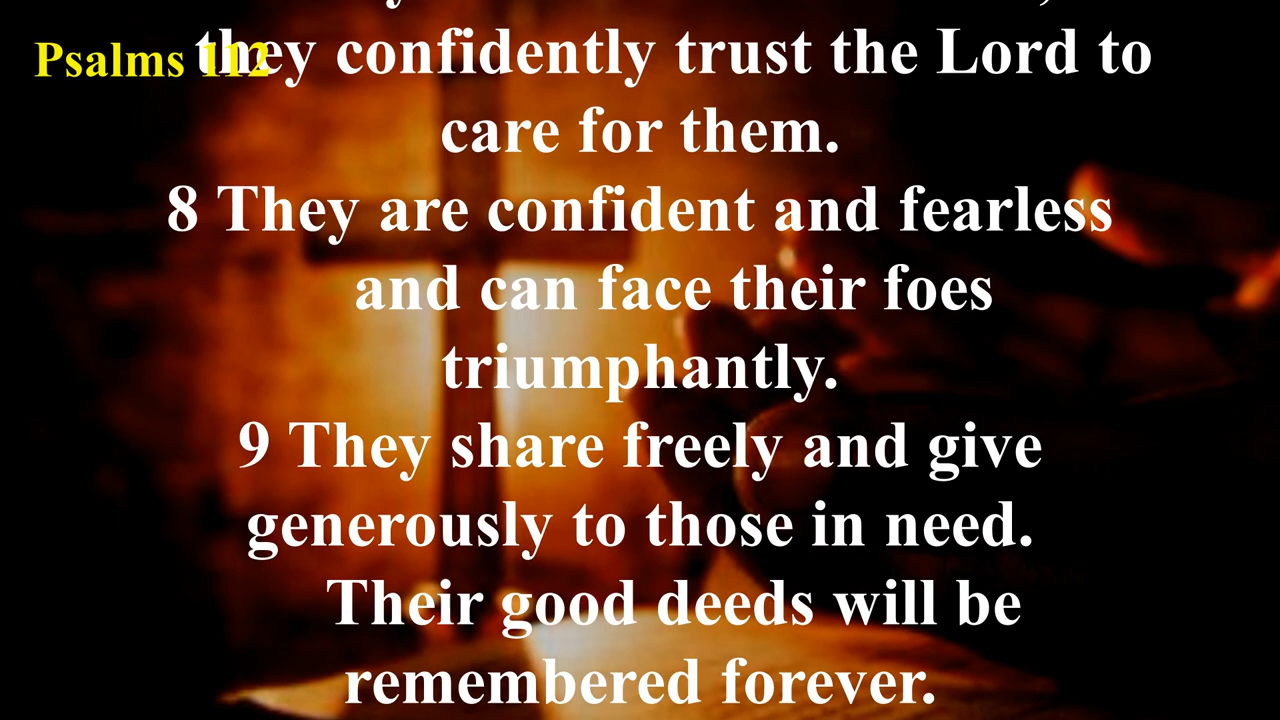 Psalms 112
they confidently trust the Lord to
care for them.
8 They are confident and fearless
and can face their foes
triumphantly.
9 They share freely and give
generously to those in need.
Their good deeds will be
remembered forever.